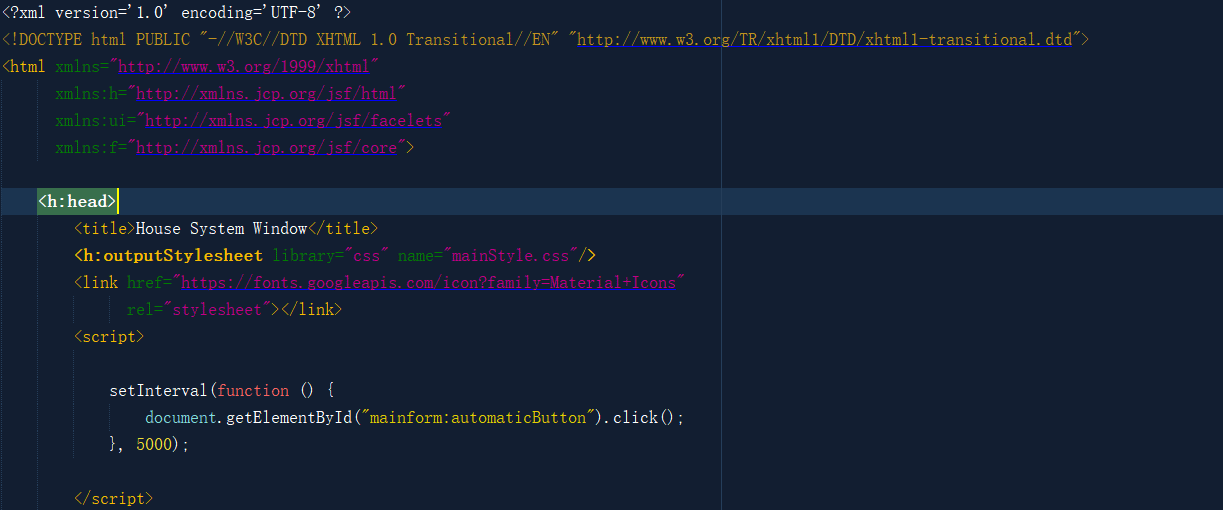 <?xml version='1.0' encoding='UTF-8' ?>
<!DOCTYPE html PUBLIC "-//W3C//DTD XHTML 1.0 Transitional//EN" "http://www.w3.org/TR/xhtml1/DTD/xhtml1-transitional.dtd">
<html xmlns="http://www.w3.org/1999/xhtml"
      xmlns:h="http://xmlns.jcp.org/jsf/html"
      xmlns:ui="http://xmlns.jcp.org/jsf/facelets"
      xmlns:f="http://xmlns.jcp.org/jsf/core">
    <h:head>
        <title>House System Window</title>
        <h:outputStylesheet library="css" name="mainStyle.css"/>
        <link href="https://fonts.googleapis.com/icon?family=Material+Icons"
              rel="stylesheet"></link>
        <script>
            setInterval(function () {
                document.getElementById("mainform:automaticButton").click();
            }, 5000);
        </script>